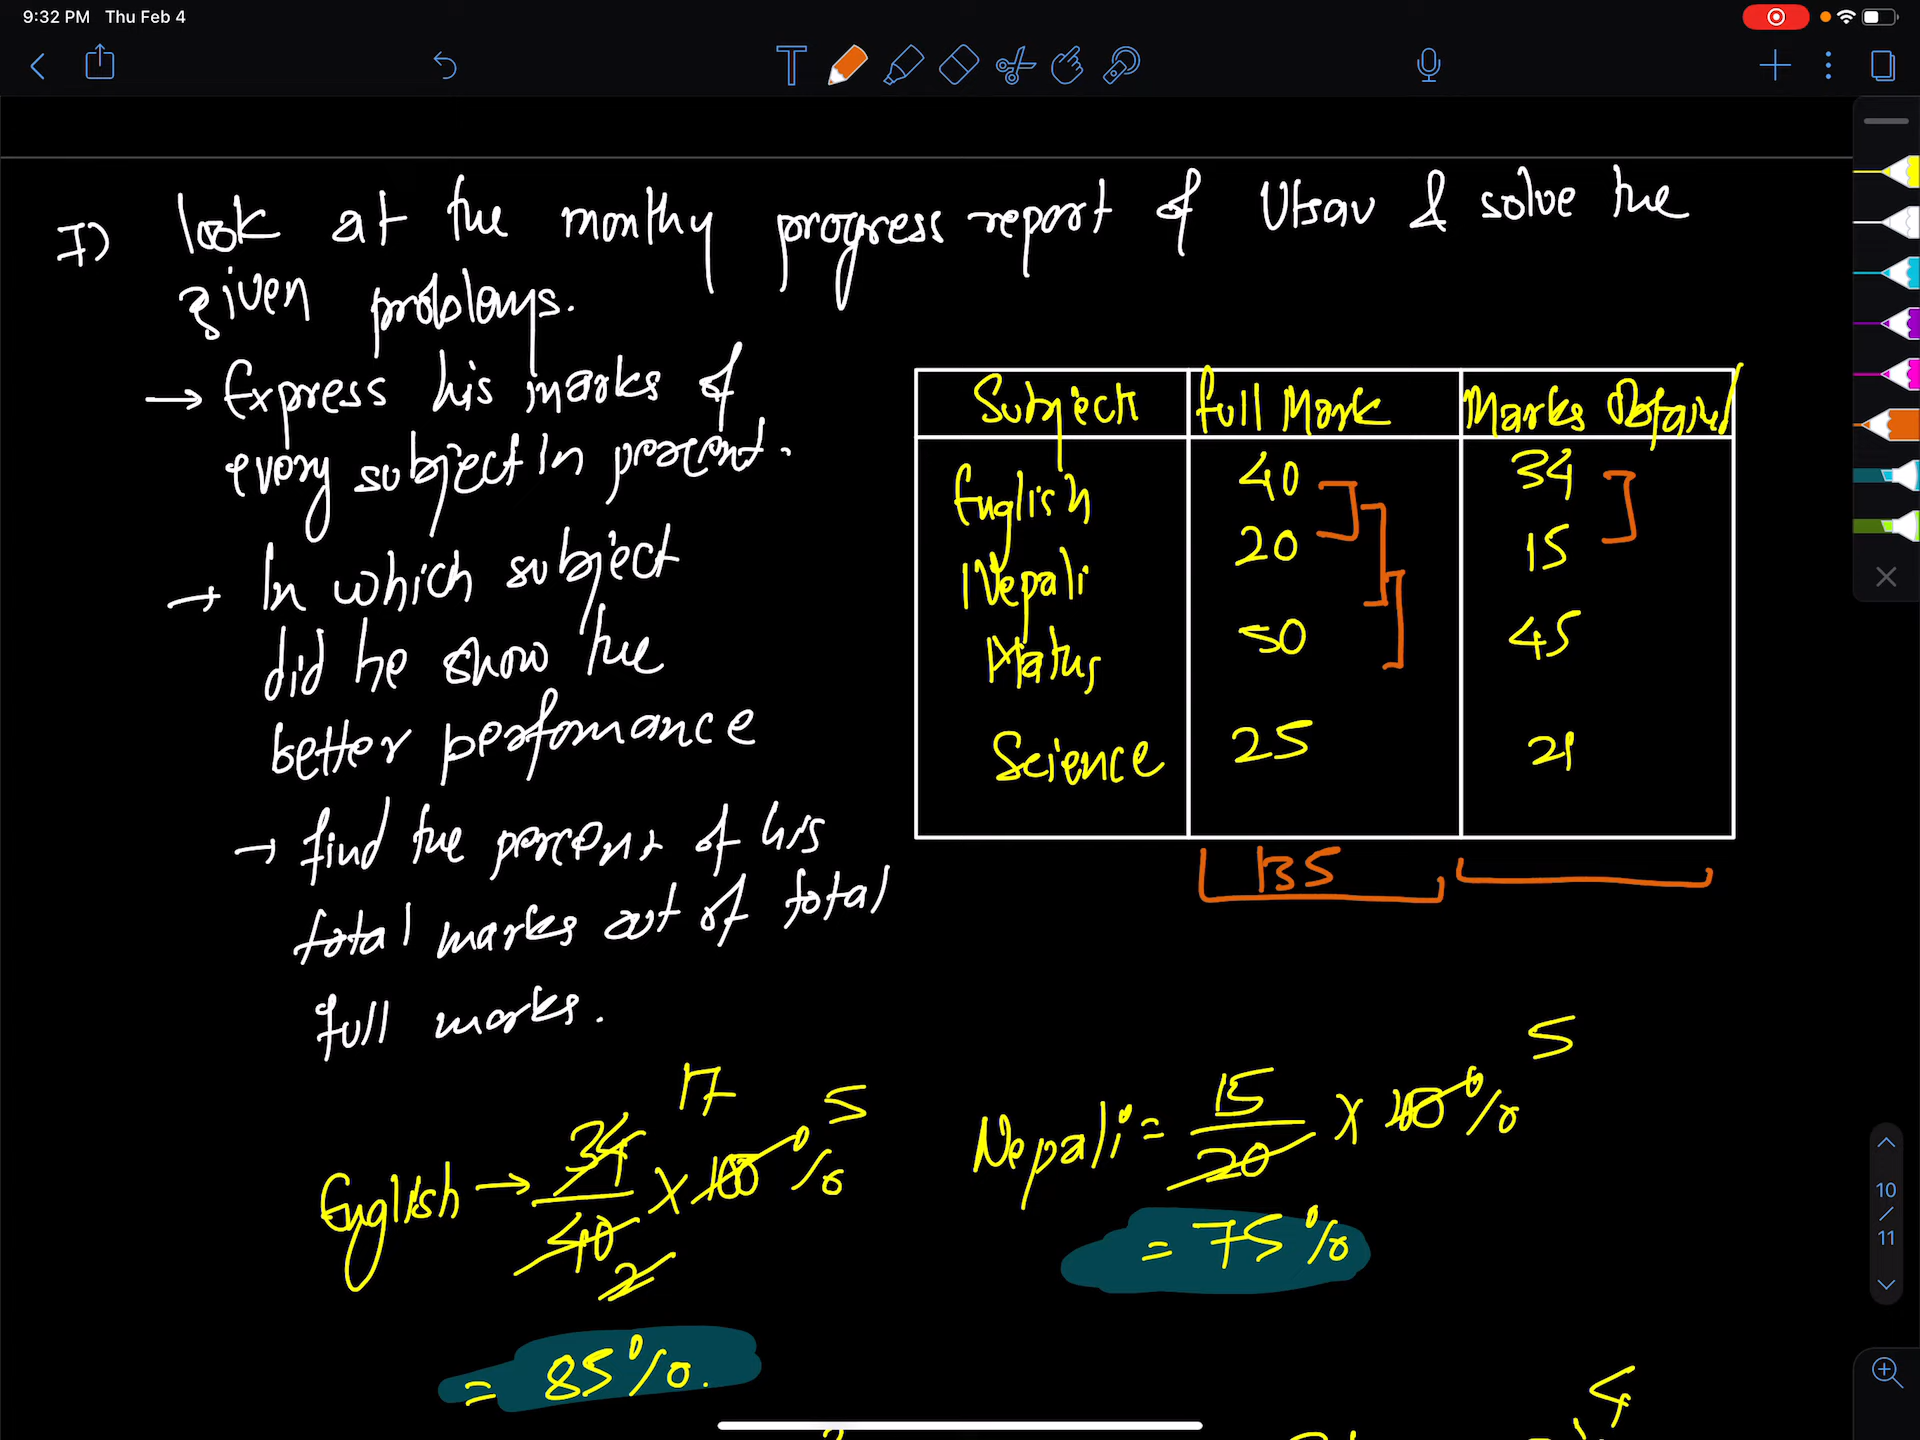 9:32 PM Thu Feb 4
I) look at the monthy progress report of Utsav & solve the
given problems.
→ Express his marks of
every subject in percent.
→ In which subject
did he show the
better perfomance
→ find the percent of his
total marks out of total
full marks.
Subject full Mark Marks Obtained
English 40 34
Nepali 20 15
Maths 50 45
Science 25 21
135
English → 34/40 × 100% 17 5 2
= 85%.
Nepali = 15/20 × 100% 5
= 75%
4
10
/
11